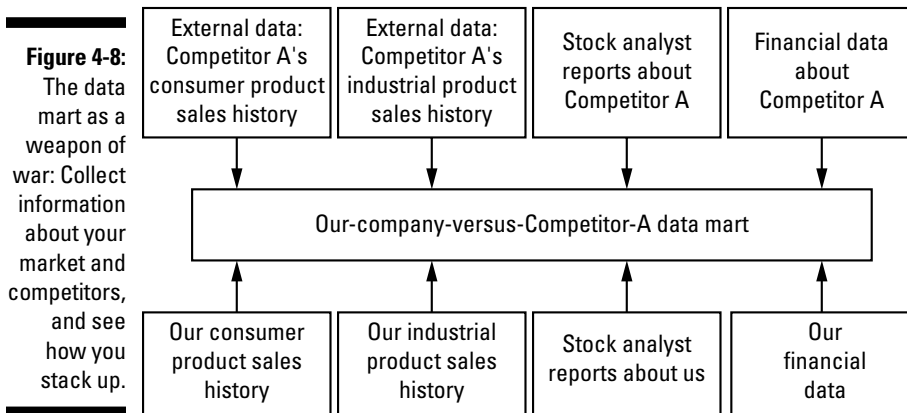 Figure 4-8:
The data
mart as a
weapon of
war: Collect
information
about your
market and
competitors,
and see
how you
stack up.
External data:
Competitor A's
consumer product
sales history
External data:
Competitor A's
industrial product
sales history
Stock analyst
reports about
Competitor A
Financial data
about
Competitor A
Our-company-versus-Competitor-A data mart
Our consumer
product sales
history
Our industrial
product sales
history
Stock analyst
reports about us
Our
financial
data